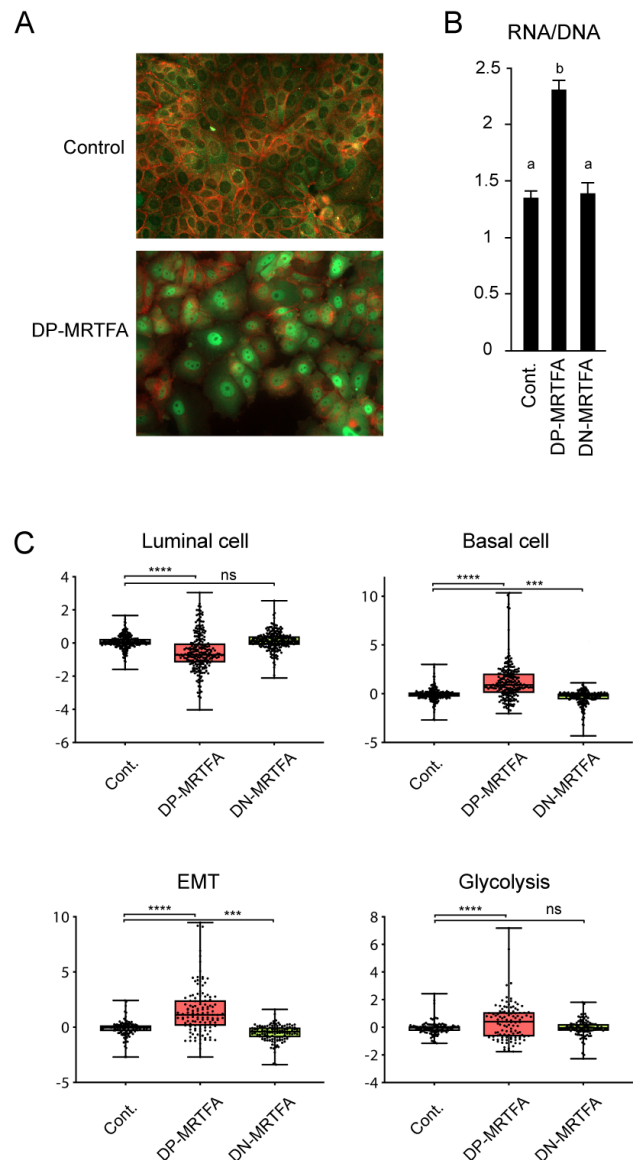 A
Control
DP-MRTFA
B
RNA/DNA
2.5
2
1.5
1
0.5
0
a
b
a
Cont.
DP-MRTFA
DN-MRTFA
C
Luminal cell
****
ns
4
2
0
-2
-4
-6
Cont.
DP-MRTFA
DN-MRTFA
Basal cell
****
***
10
5
0
-5
Cont.
DP-MRTFA
DN-MRTFA
EMT
****
***
10
5
0
-5
Cont.
DP-MRTFA
DN-MRTFA
Glycolysis
****
ns
8
6
4
2
0
-2
-4
Cont.
DP-MRTFA
DN-MRTFA